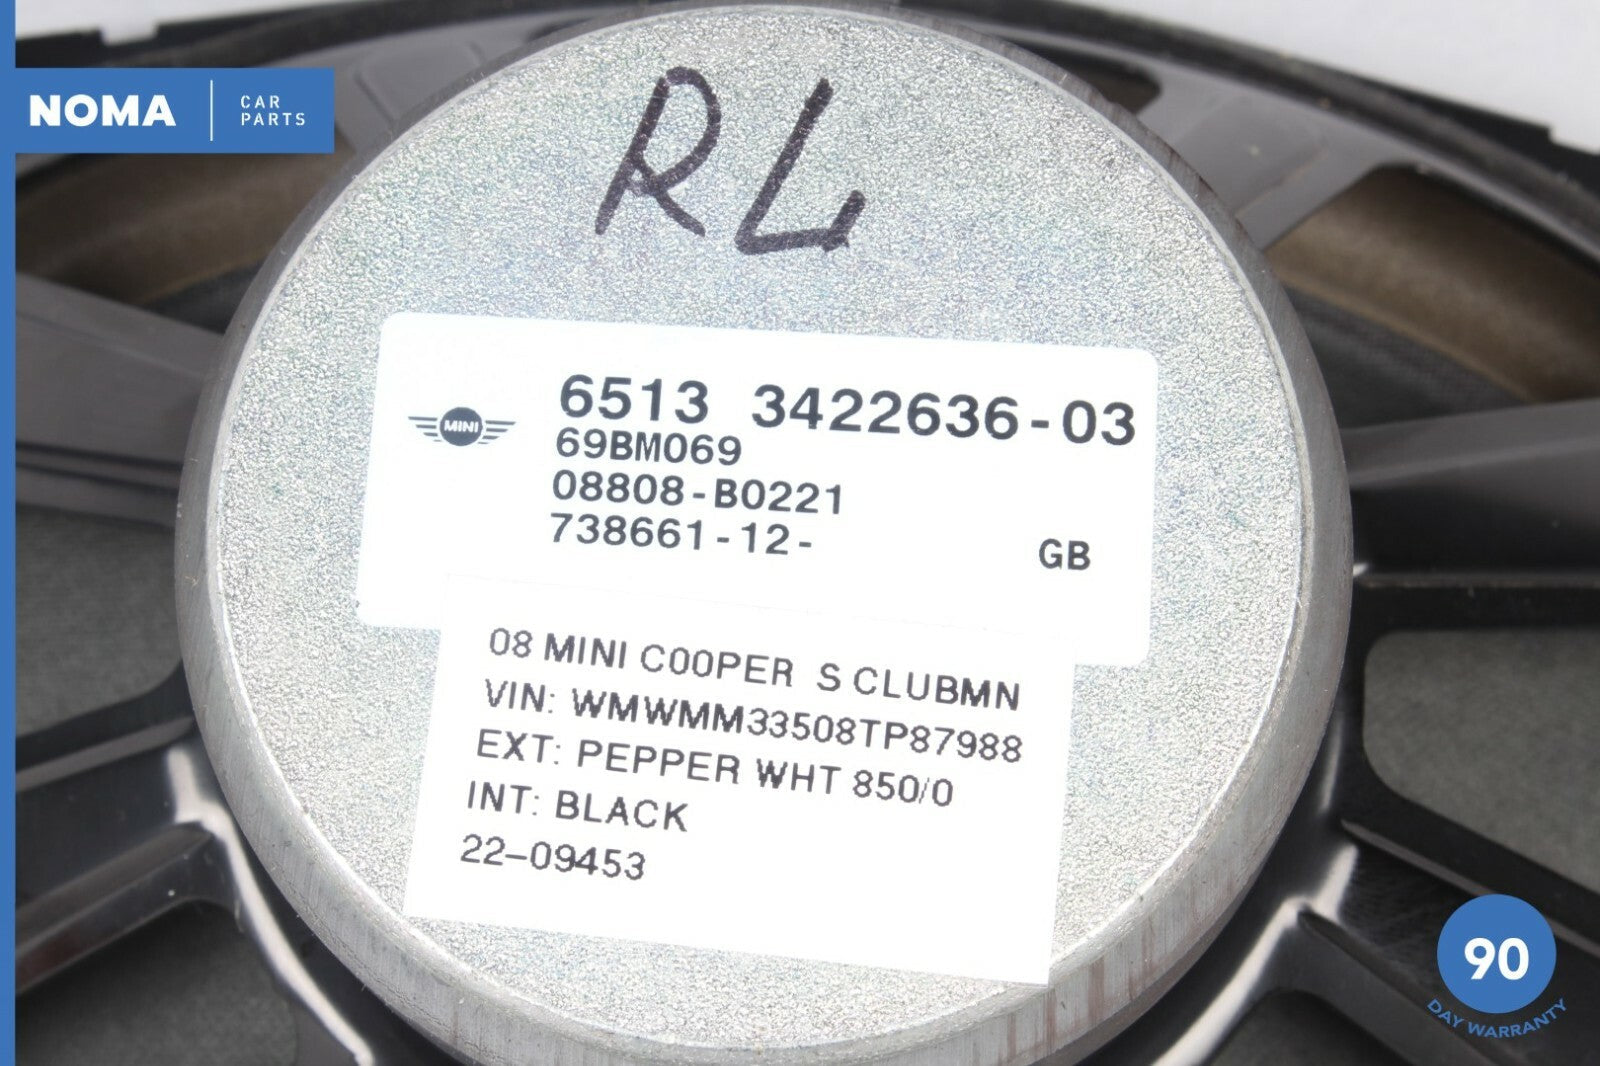 NOMA
CAR
PARTS
RL
MINI
6513 3422636-03
69BM069
08808-B0221
738661-12-
GB
08 MINI COOPER S CLUBMN
VIN: WMWMM33508TP87988
EXT: PEPPER WHT 850/0
INT: BLACK
22-09453
90
DAY WARRANTY